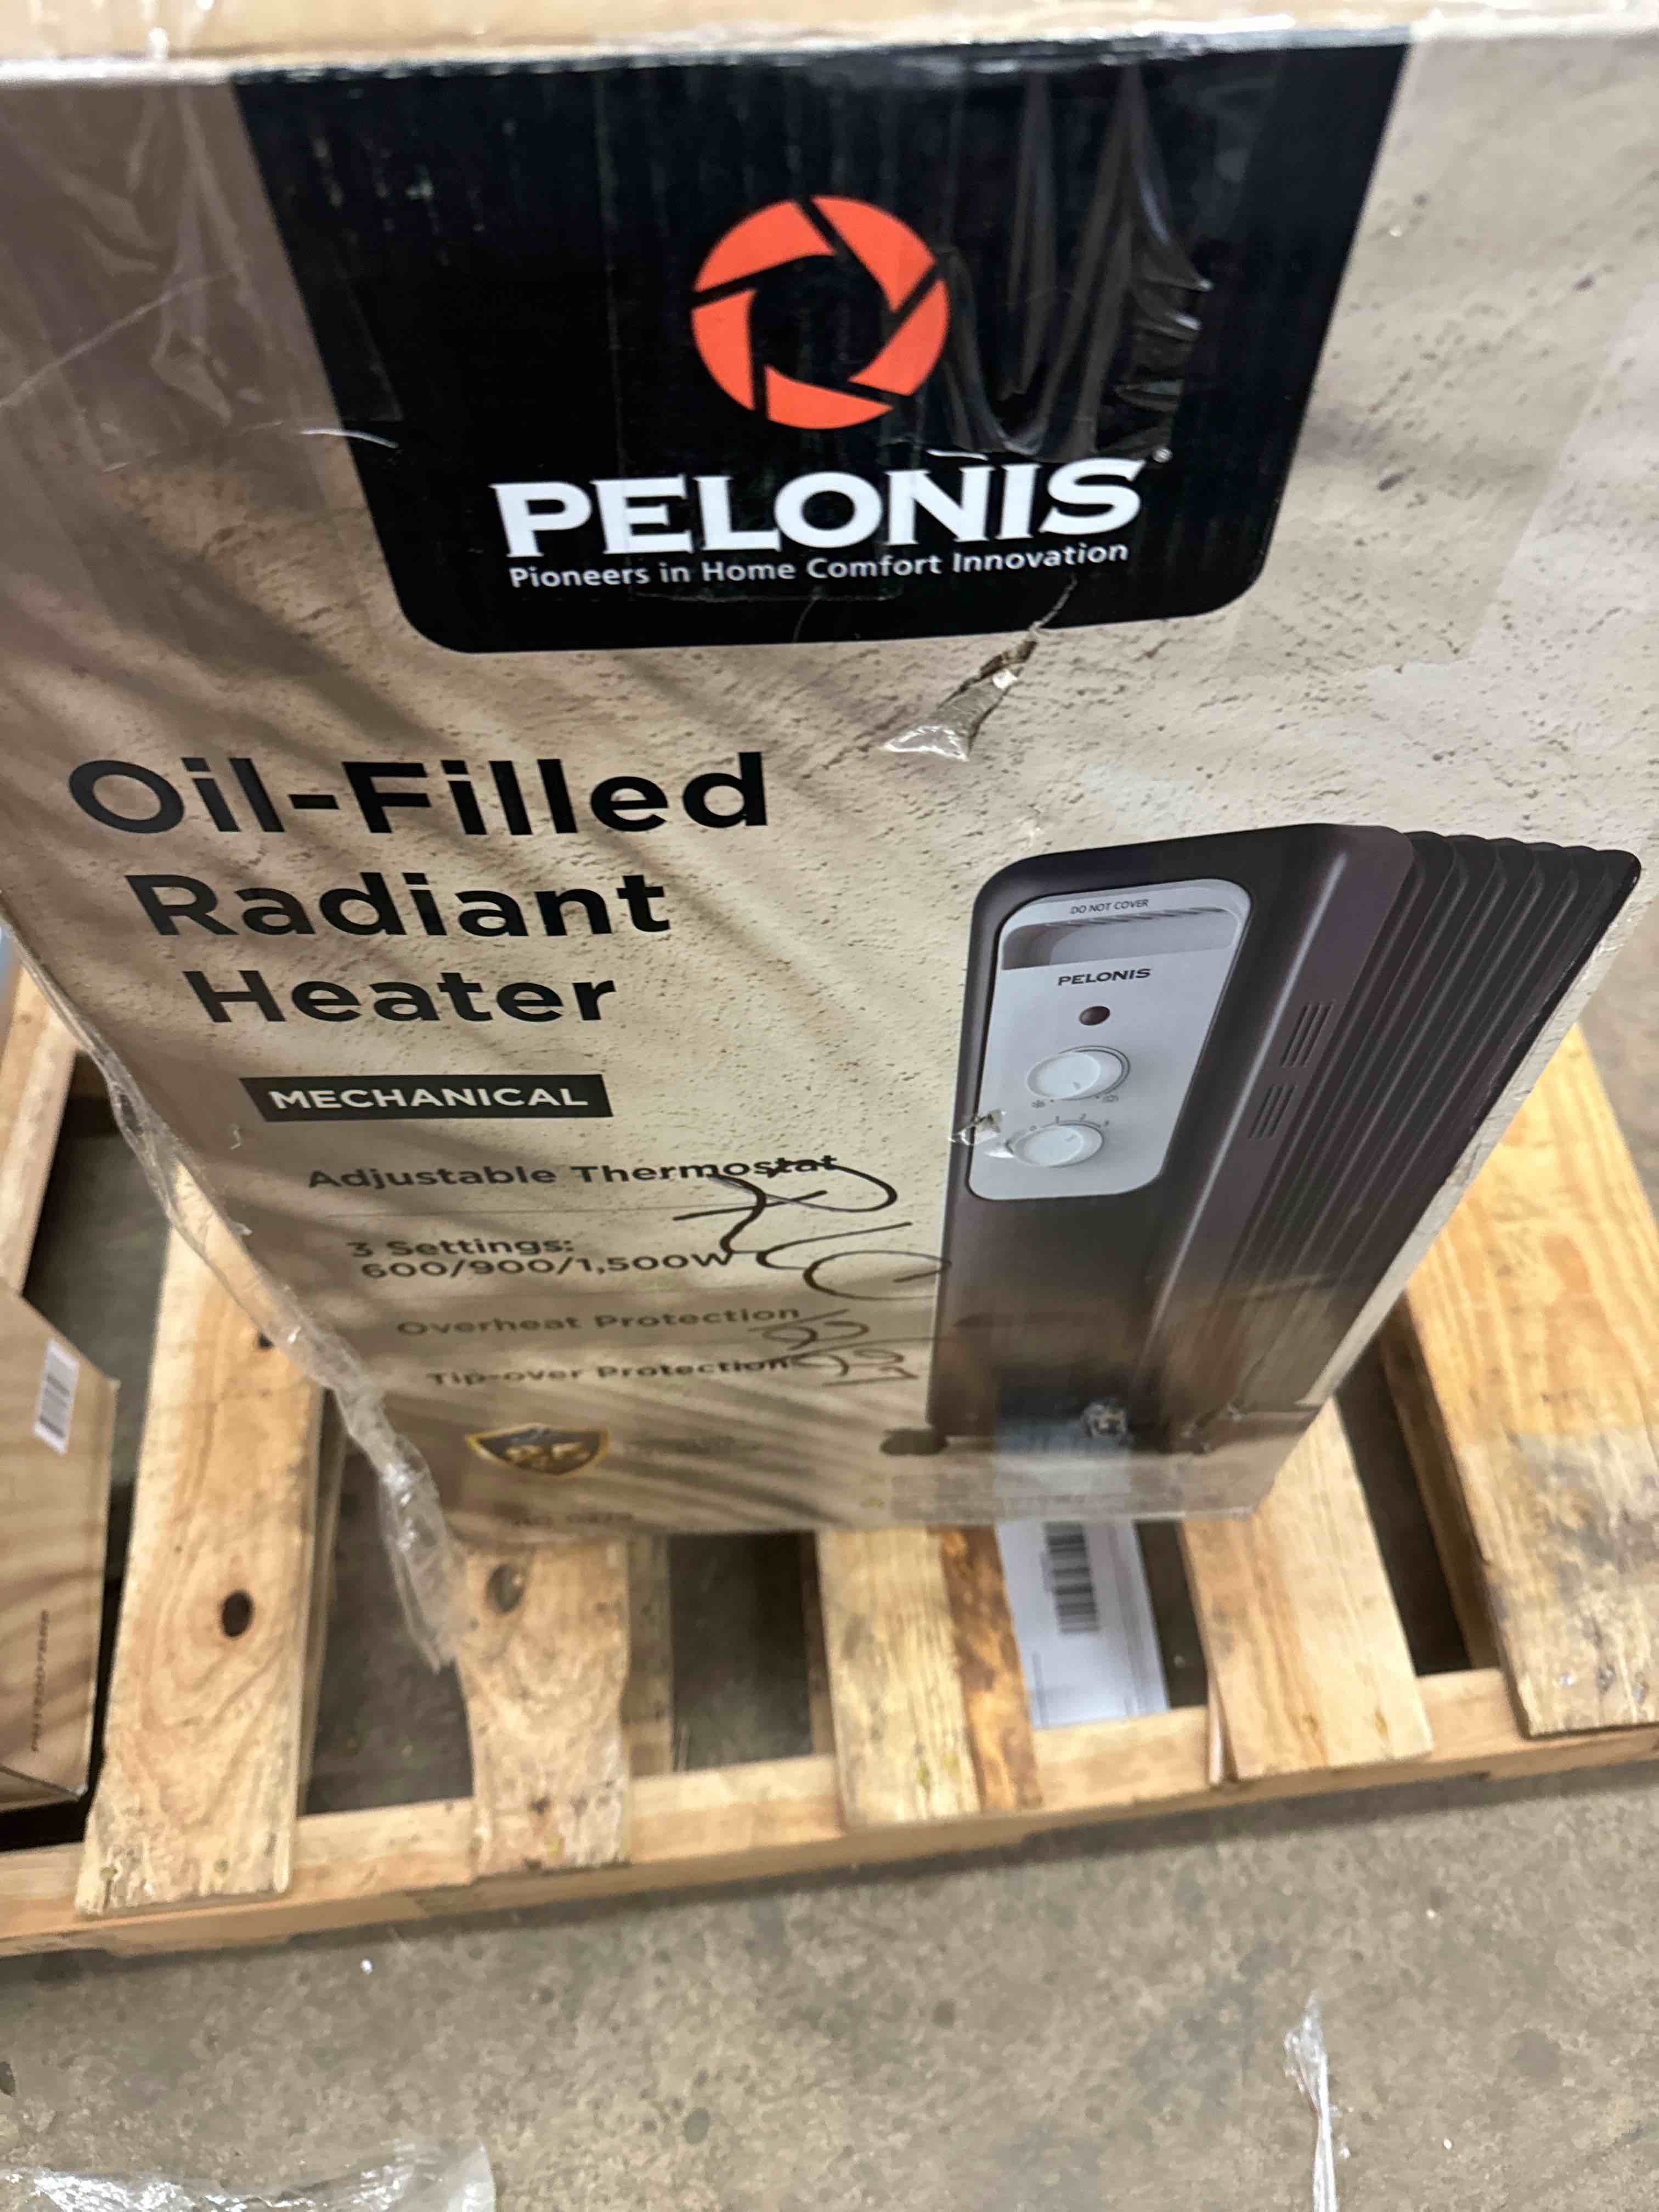 PELONIS®
Pioneers in Home Comfort Innovation
Oil-Filled
Radiant
Heater
MECHANICAL
Adjustable Thermostat
3 Settings:
600/900/1,500W
Overheat Protection
Tip-over Protection
DO NOT COVER
PELONIS